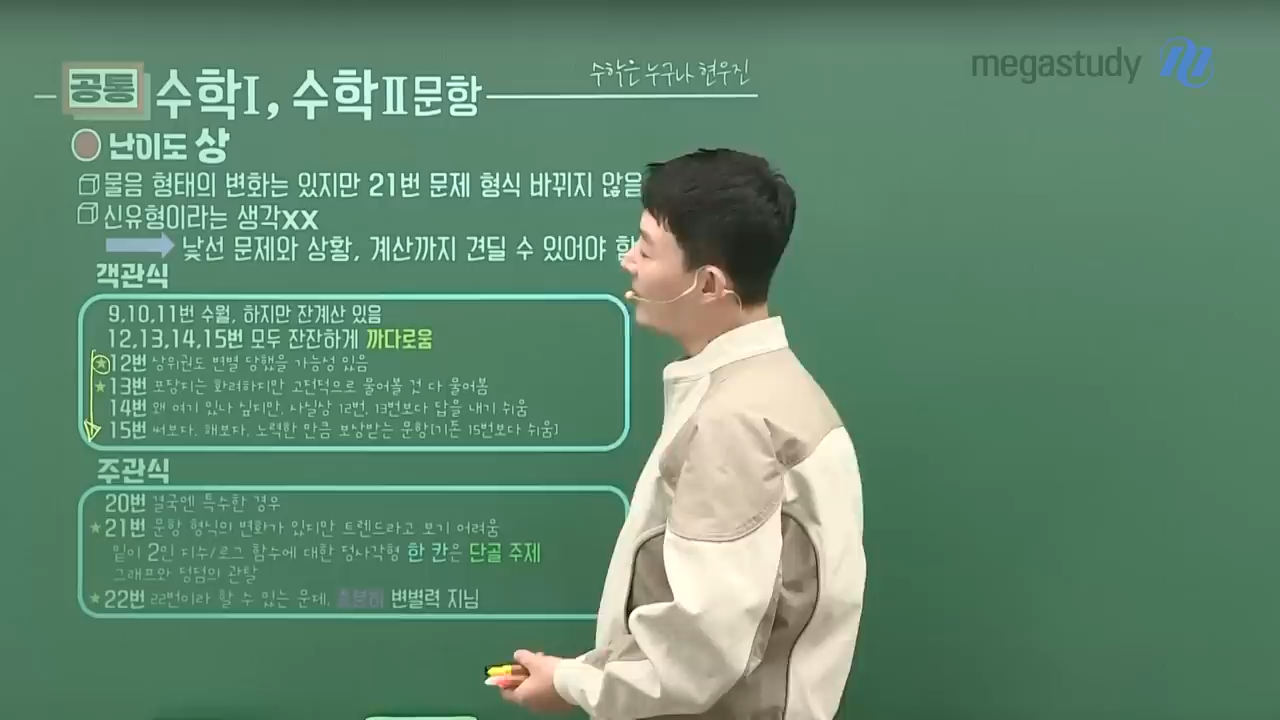 megastudy
수학은 누구나 현우진
공통 수학Ⅰ, 수학Ⅱ문항
난이도 상
물음 형태의 변화는 있지만 21번 문제 형식 바뀌지 않음
신유형이라는 생각XX
낯선 문제와 상황, 계산까지 견딜 수 있어야 함
객관식
9,10,11번 수월, 하지만 잔계산 있음
12,13,14,15번 모두 잔잔하게 까다로움
★12번 상위권도 변별 당했을 가능성 있음
★13번 포장지는 화려하지만 고전적으로 물어볼 것 다 물어봄
14번 왜 여기 있나 싶지만, 사실상 12번, 13번보다 답을 내기 쉬움
15번 써보다, 해보다, 노력한 만큼 보상받는 문항(기존 15번보다 쉬움)
주관식
20번 결국엔 특수한 경우
★21번 문항 형식의 변화가 있지만 트렌드라고 보기 어려움
밑이 2인 지수/로그 함수에 대한 정사각형 한 칸은 단골 주제
그래프와 점점의 관찰
★22번 22번이라 할 수 있는 문제, 충분히 변별력 지님